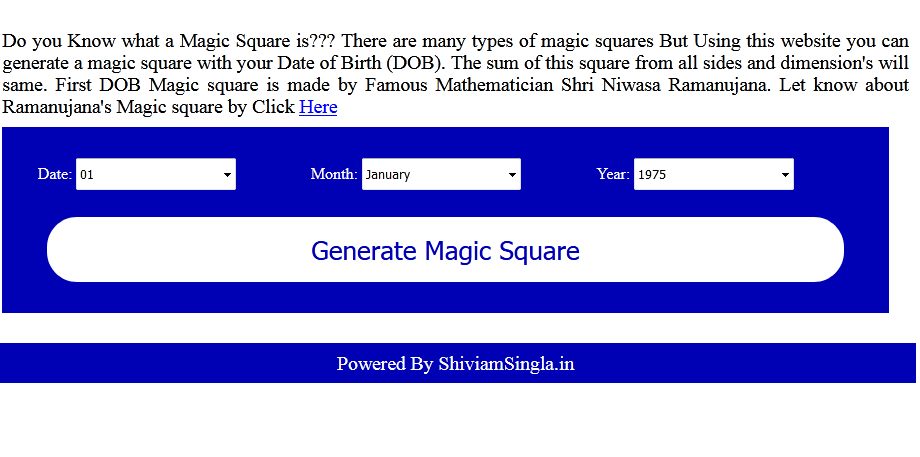 Do you Know what a Magic Square is??? There are many types of magic squares But Using this website you can
generate a magic square with your Date of Birth (DOB). The sum of this square from all sides and dimension's will
same. First DOB Magic square is made by Famous Mathematician Shri Niwasa Ramanujana. Let know about
Ramanujana's Magic square by Click Here
Date: 01 Month: January Year: 1975
Generate Magic Square
Powered By ShiviamSingla.in